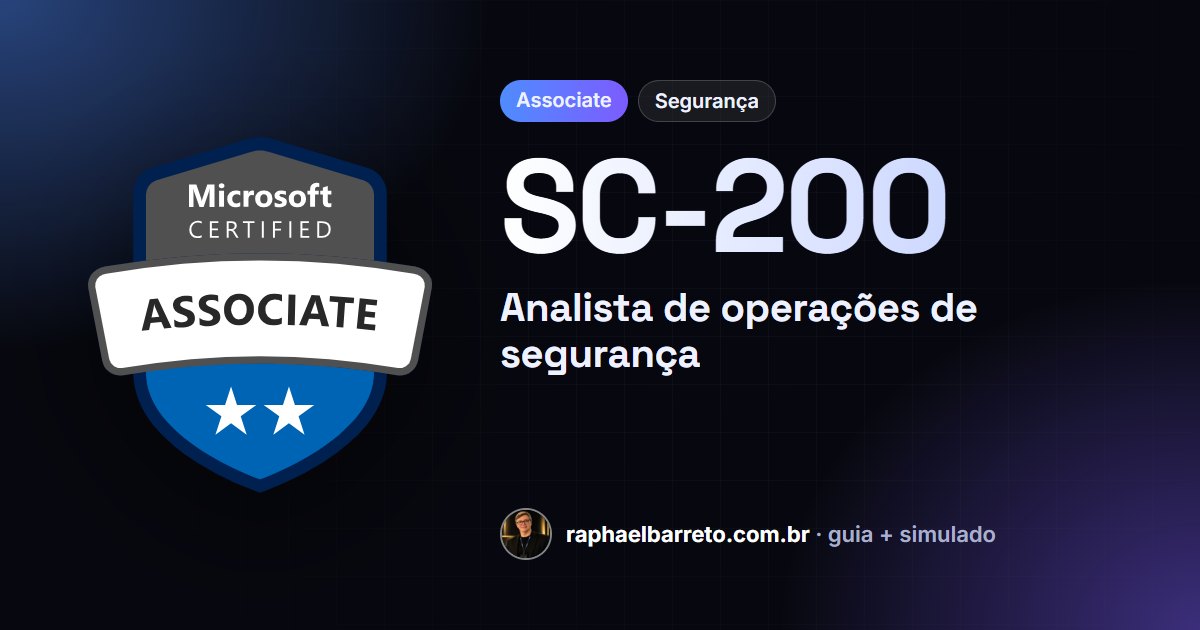 Microsoft
CERTIFIED
ASSOCIATE
Associate
Segurança
SC-200
Analista de operações de
segurança
raphaelbarreto.com.br · guia + simulado